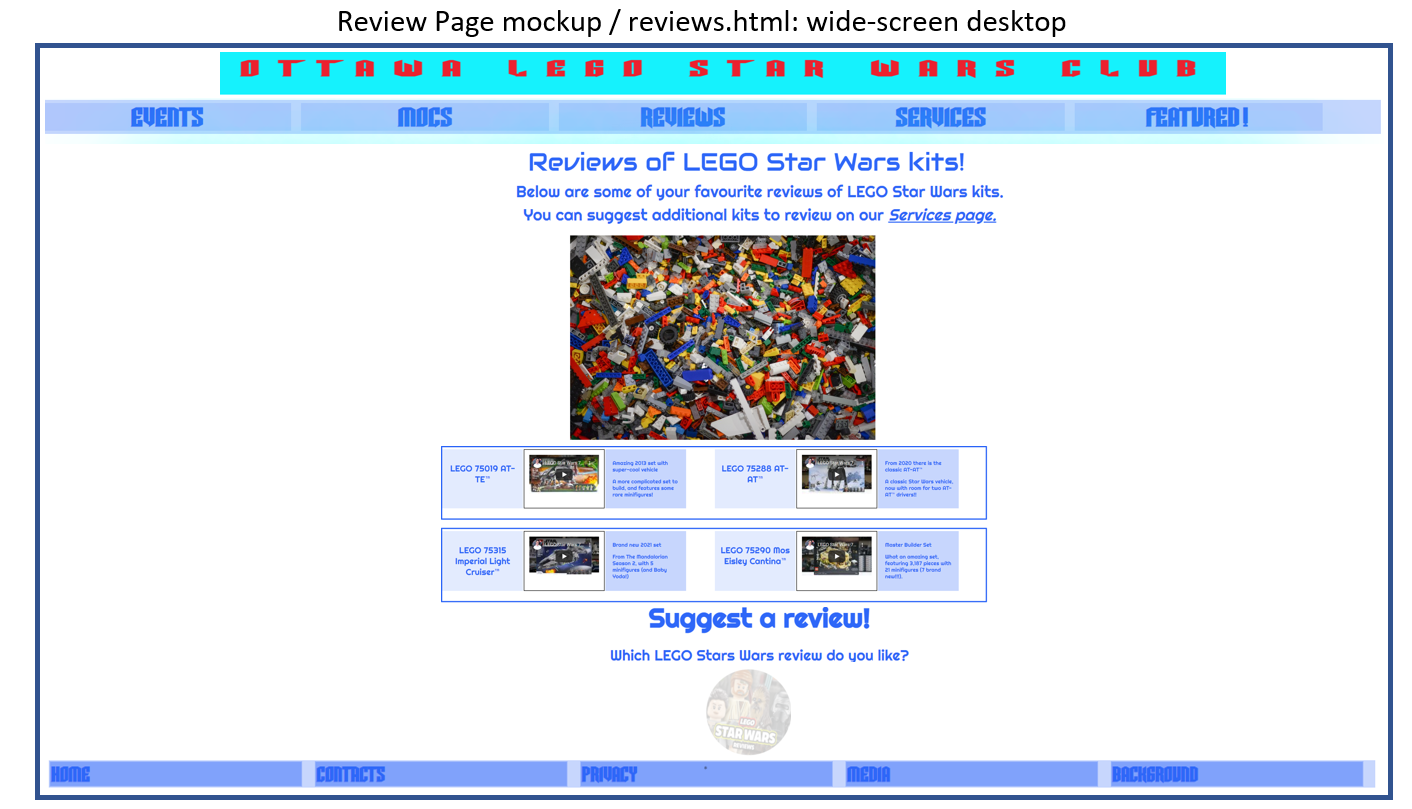 Review Page mockup / reviews.html: wide-screen desktop
OTTAWA LEGO STAR WARS CLUB
EVENTS MOCS REVIEWS SERVICES FEATURED!
Reviews of LEGO Star Wars kits!
Below are some of your favourite reviews of LEGO Star Wars kits.
You can suggest additional kits to review on our Services page.
LEGO 75019 AT-
TE™
Amazing 2013 set with
super-cool vehicle
A more complicated set to
build, and features some
rare minifigures!
LEGO 75288 AT-
AT™
From 2020 there is the
classic AT-AT™
A classic Star Wars vehicle,
now with room for two AT-
AT™ drivers!!
LEGO 75315
Imperial Light
Cruiser™
Brand new 2021 set
From The Mandalorian
Season 2, with 5
minifigures (and Baby
Yoda!)
LEGO 75290 Mos
Eisley Cantina™
Master Builder Set
What an amazing set,
featuring 3,187 pieces with
21 minifigures (7 brand
new!!!).
Suggest a review!
Which LEGO Stars Wars review do you like?
LEGO
STAR WARS
REVIEWS
HOME CONTACTS PRIVACY MEDIA BACKGROUND